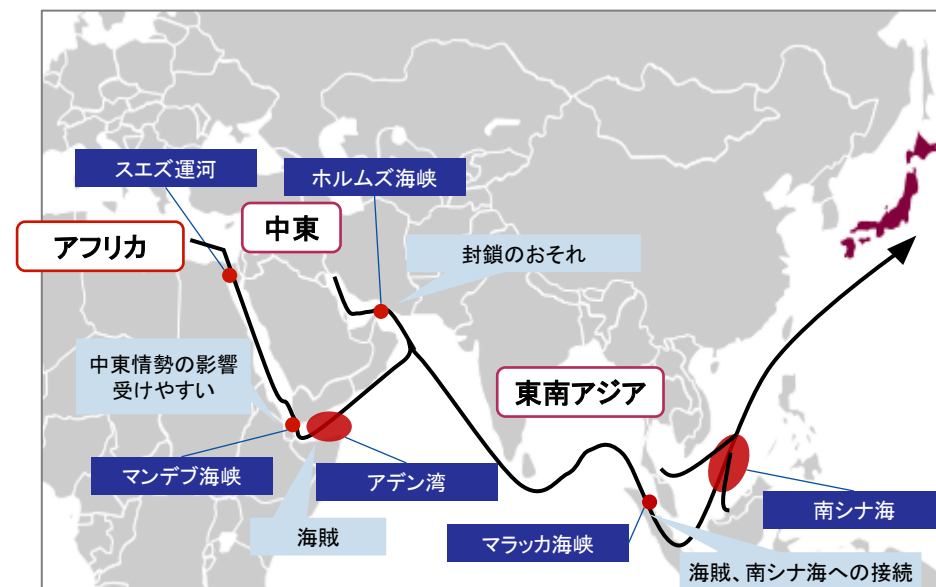 スエズ運河
ホルムズ海峡
中東
アフリカ
封鎖のおそれ
中東情勢の影響
受けやすい
東南アジア
マンデブ海峡
アデン湾
南シナ海
海賊
マラッカ海峡
海賊、南シナ海への接続